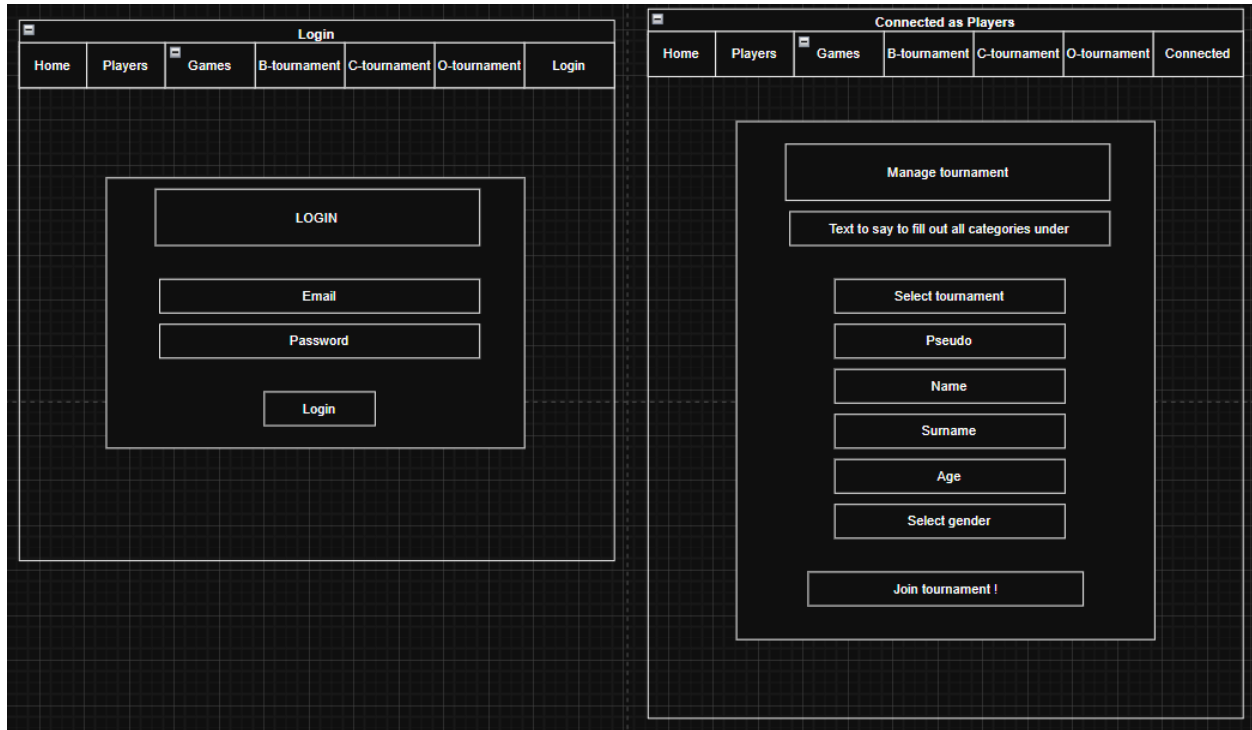 Login
Home Players Games B-tournament C-tournament O-tournament Login
LOGIN
Email
Password
Login
Connected as Players
Home Players Games B-tournament C-tournament O-tournament Connected
Manage tournament
Text to say to fill out all categories under
Select tournament
Pseudo
Name
Surname
Age
Select gender
Join tournament !